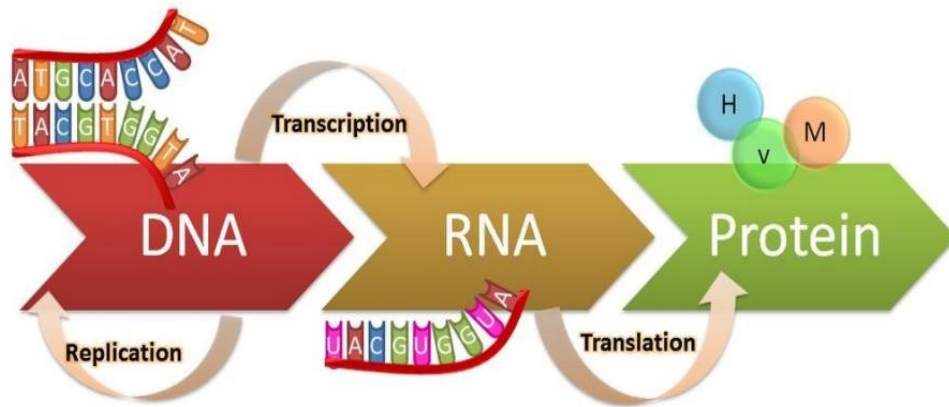 ATGCACCAT
TACGTGGTA
Transcription
H
v
M
DNA
RNA
Protein
Replication
UACGUGGUA
Translation